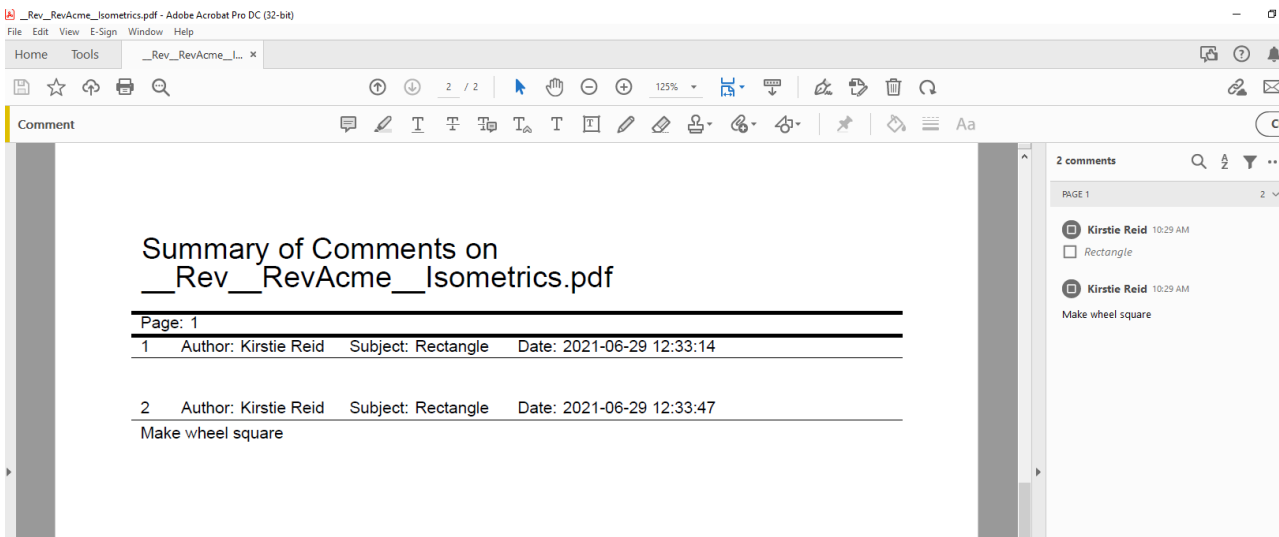 __Rev__RevAcme__Isometrics.pdf - Adobe Acrobat Pro DC (32-bit)
File Edit View E-Sign Window Help
Home Tools __Rev__RevAcme__I... ×
2 / 2 125%
Comment
Aa
2 comments
PAGE 1 2
Kirstie Reid 10:29 AM
Rectangle
Kirstie Reid 10:29 AM
Make wheel square
Summary of Comments on
__Rev__RevAcme__Isometrics.pdf
Page: 1
1 Author: Kirstie Reid Subject: Rectangle Date: 2021-06-29 12:33:14
2 Author: Kirstie Reid Subject: Rectangle Date: 2021-06-29 12:33:47
Make wheel square